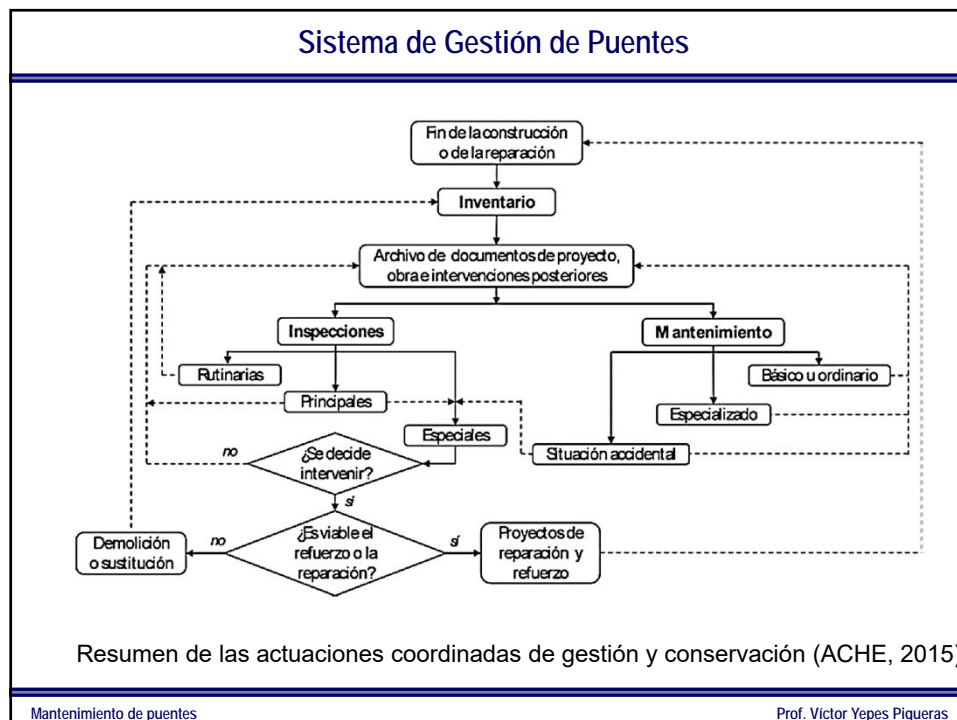 Sistema de Gestión de Puentes
Fin de la construcción
o de la reparación
Inventario
Archivo de documentos de proyecto,
obra e intervenciones posteriores
Inspecciones
Mantenimiento
Rutinarias
Básico u ordinario
Principales
Especializado
Especiales
Situación accidental
no
¿Se decide
intervenir?
sí
Demolición
o sustitución
no
¿Es viable el
refuerzo o la
reparación?
sí
Proyectos de
reparación y
refuerzo
Resumen de las actuaciones coordinadas de gestión y conservación (ACHE, 2015)
Mantenimiento de puentes
Prof. Víctor Yepes Piqueras